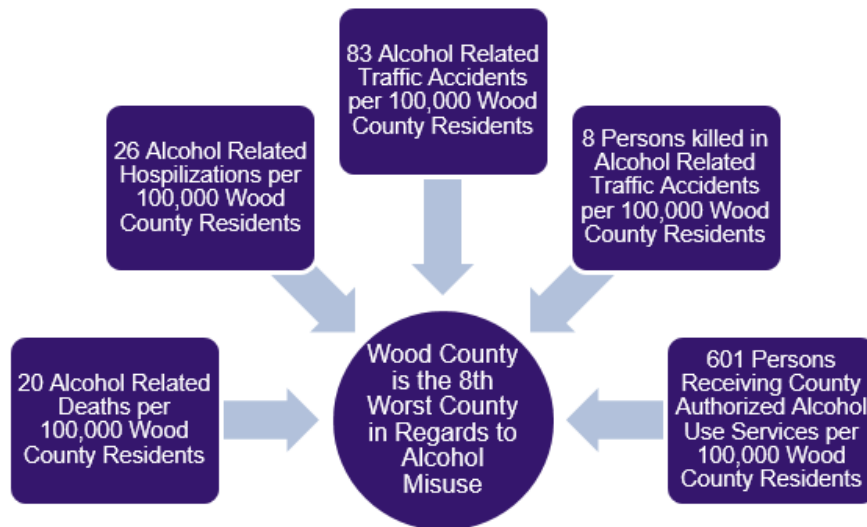 83 Alcohol Related
Traffic Accidents
per 100,000 Wood
County Residents
26 Alcohol Related
Hospilizations per
100,000 Wood
County Residents
8 Persons killed in
Alcohol Related
Traffic Accidents
per 100,000 Wood
County Residents
20 Alcohol Related
Deaths per
100,000 Wood
County Residents
Wood County
is the 8th
Worst County
in Regards to
Alcohol
Misuse
601 Persons
Receiving County
Authorized Alcohol
Use Services per
100,000 Wood
County Residents